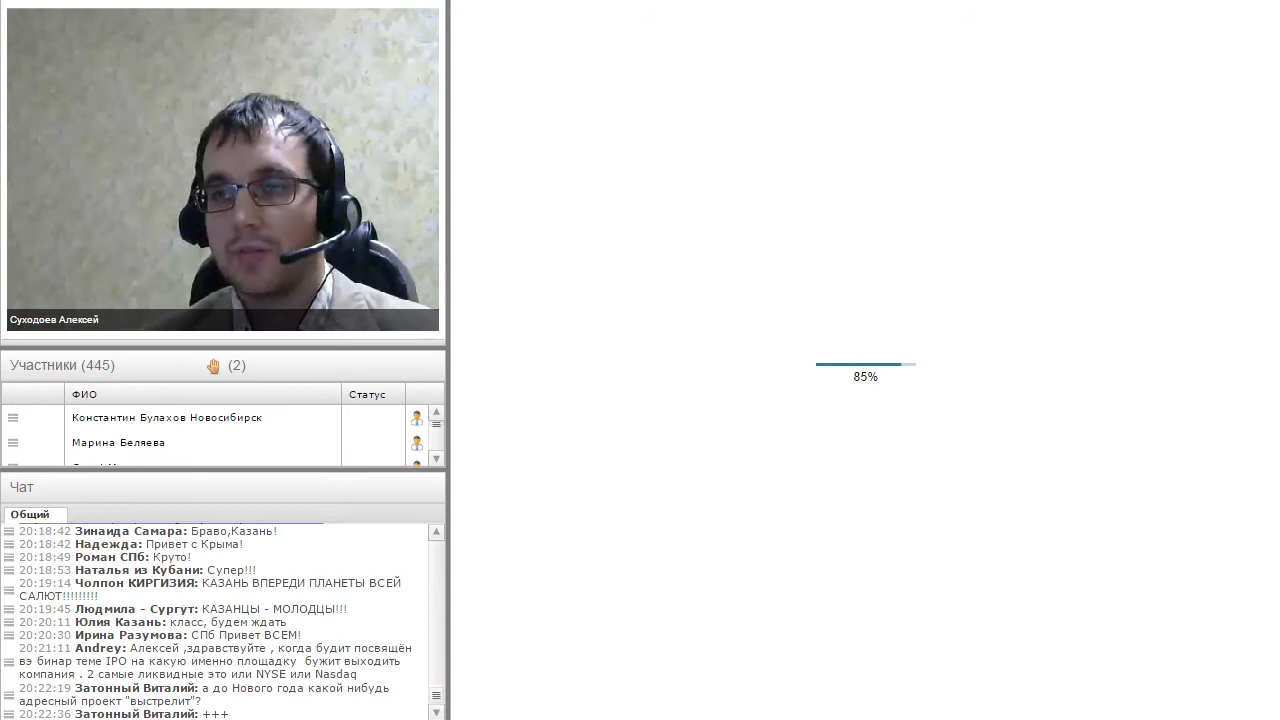 Суходоев Алексей
Участники (445)
(2)
ФИО
Статус
Константин Булахов Новосибирск
Марина Беляева
Чат
Общий
20:18:42 Зинаида Самара: Браво,Казань!
20:18:42 Надежда: Привет с Крыма!
20:18:49 Роман СПб: Круто!
20:18:53 Наталья из Кубани: Супер!!!
20:19:14 Чолпон КИРГИЗИЯ: КАЗАНЬ ВПЕРЕДИ ПЛАНЕТЫ ВСЕЙ
САЛЮТ!!!!!!!!!
20:19:45 Людмила - Сургут: КАЗАНЦЫ - МОЛОДЦЫ!!!
20:20:11 Юлия Казань: класс, будем ждать
20:20:30 Ирина Разумова: СПб Привет ВСЕМ!
20:21:11 Andrey: Алексей ,здравствуйте , когда будит посвящён
вэ бинар теме IPO на какую именно площадку бужит выходить
компания . 2 самые ликвидные это или NYSE или Nasdaq
20:22:19 Затонный Виталий: а до Нового года какой нибудь
адресный проект "выстрелит"?
20:22:36 Затонный Виталий: +++
85%